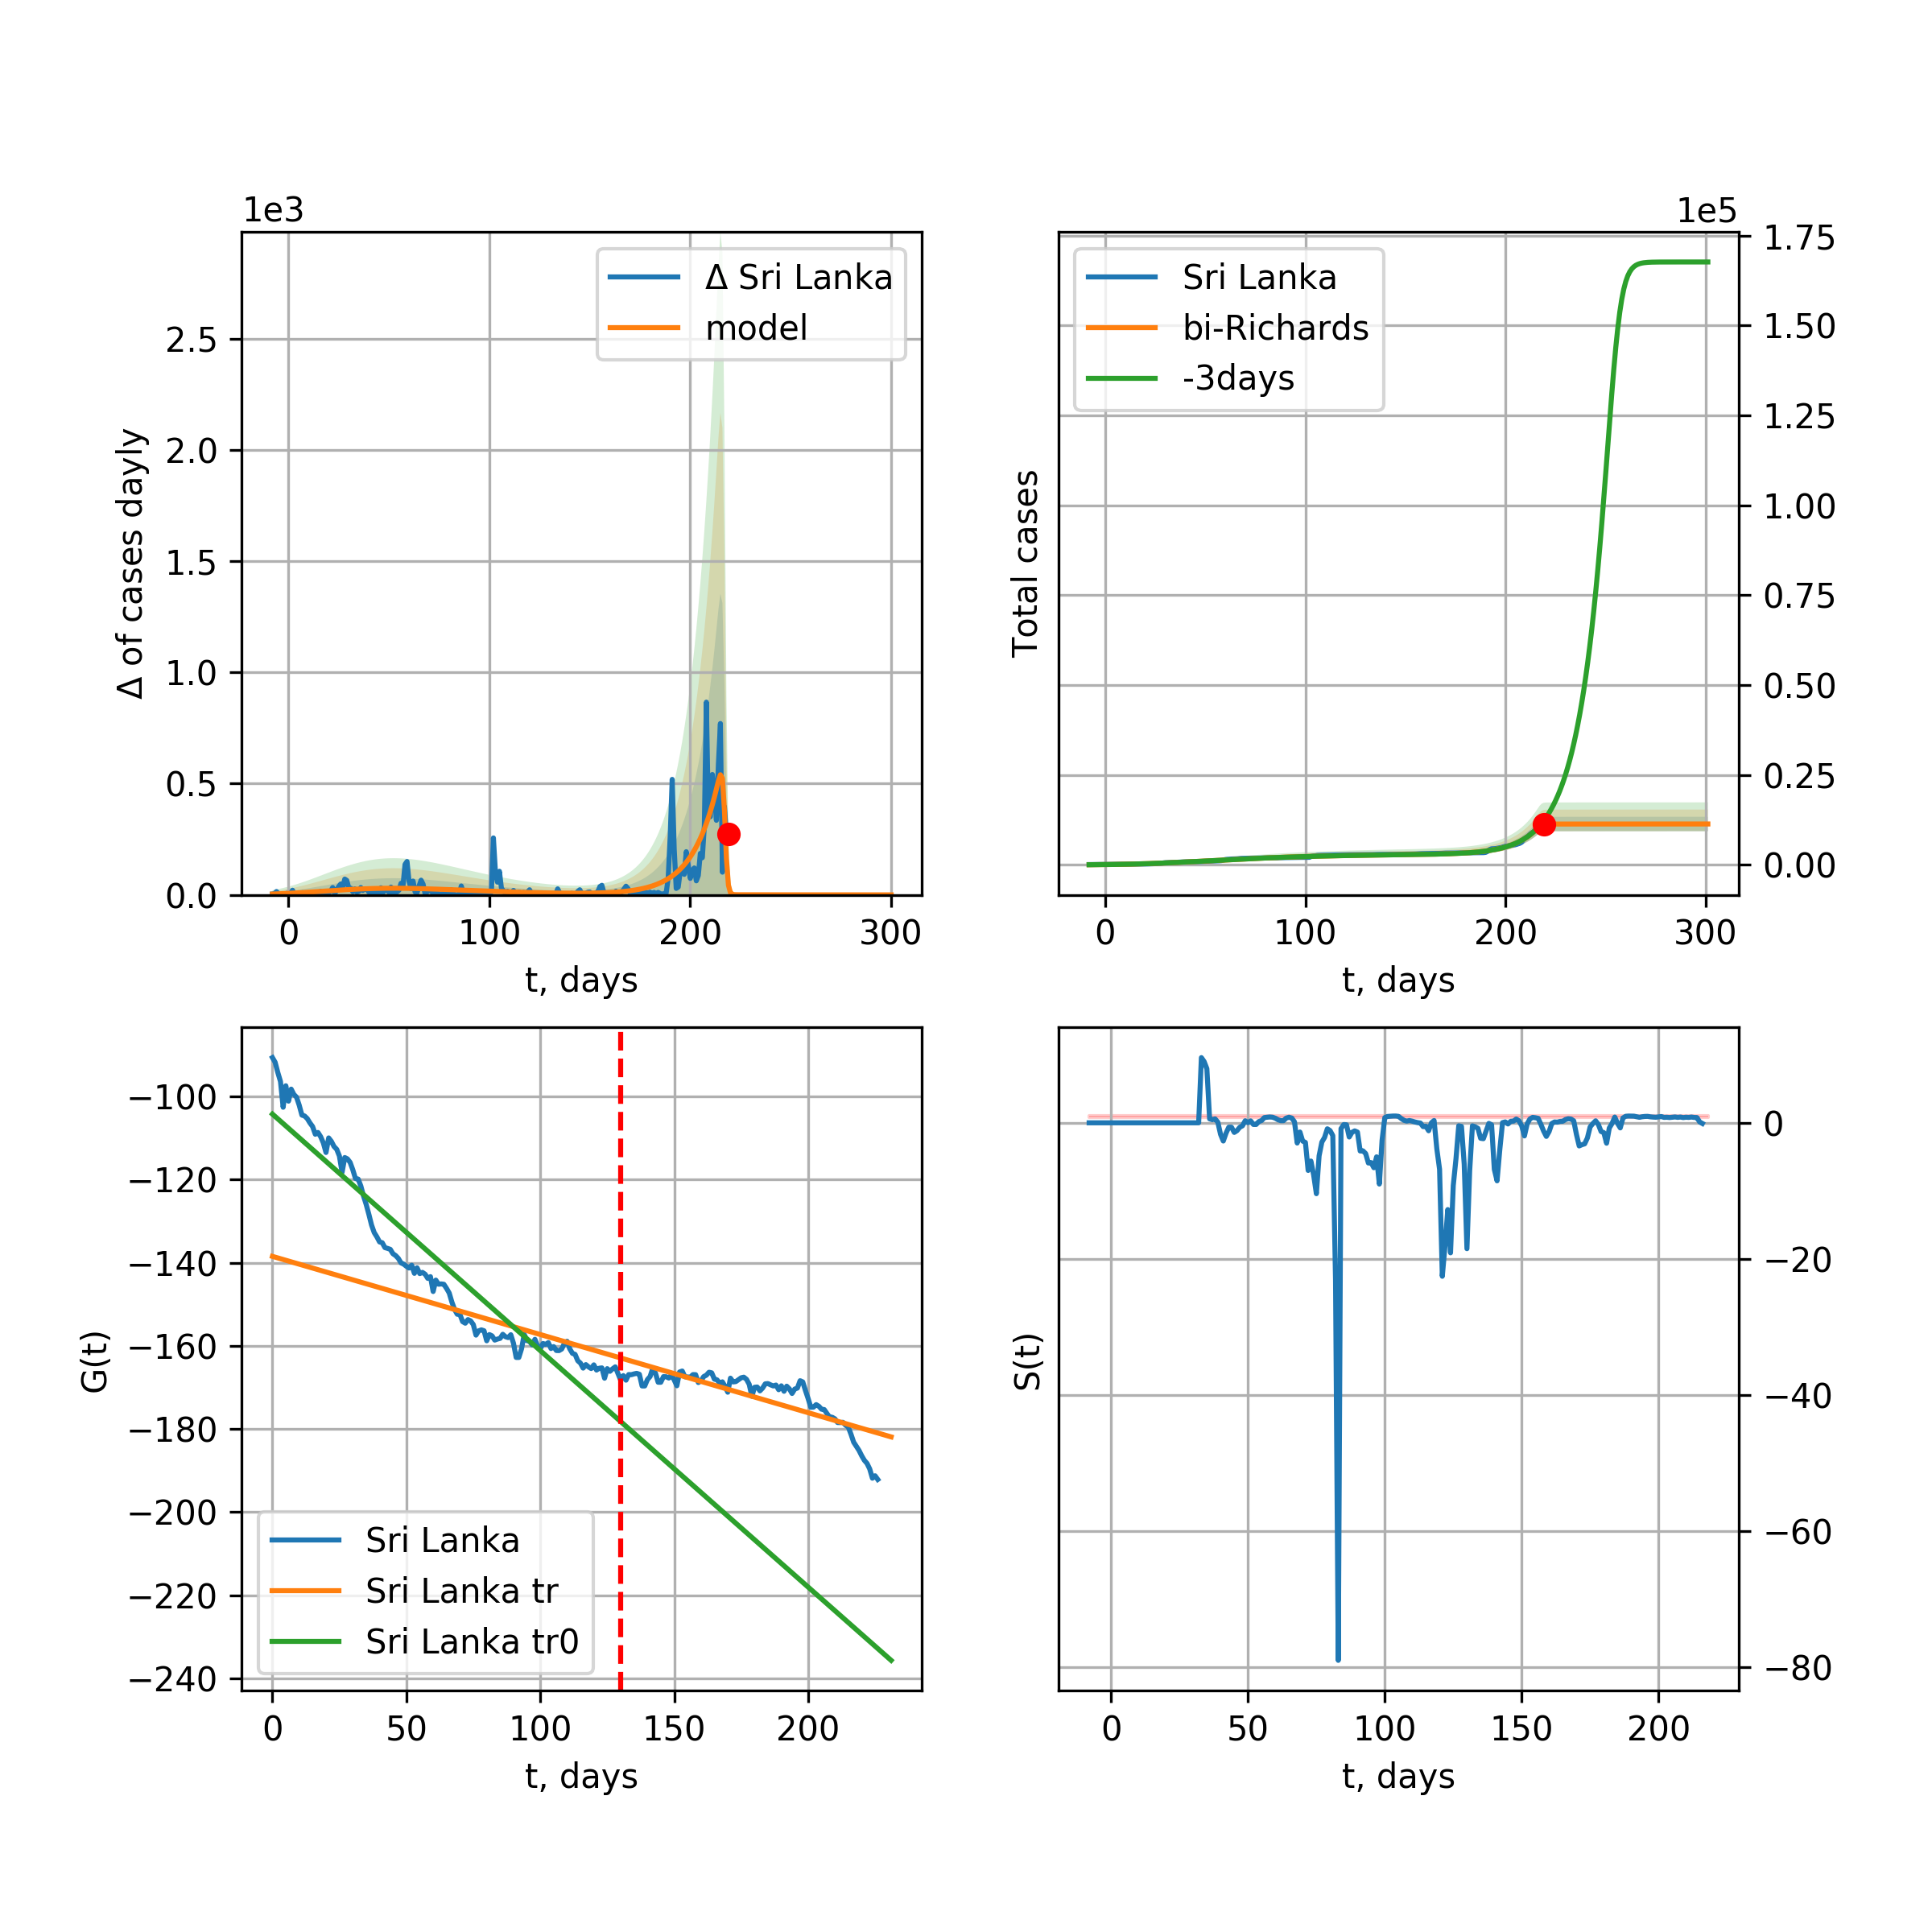 1e3
Δ Sri Lanka
model
2.5
2.0
1.5
1.0
0.5
0.0
Δ of cases dayly
0 100 200 300
t, days
1e5
Sri Lanka
bi-Richards
-3days
1.75
1.50
1.25
1.00
0.75
0.50
0.25
0.00
Total cases
0 100 200 300
t, days
−100
−120
−140
−160
−180
−200
−220
−240
G(t)
Sri Lanka
Sri Lanka tr
Sri Lanka tr0
0 50 100 150 200
t, days
0
−20
−40
−60
−80
S(t)
0 50 100 150 200
t, days